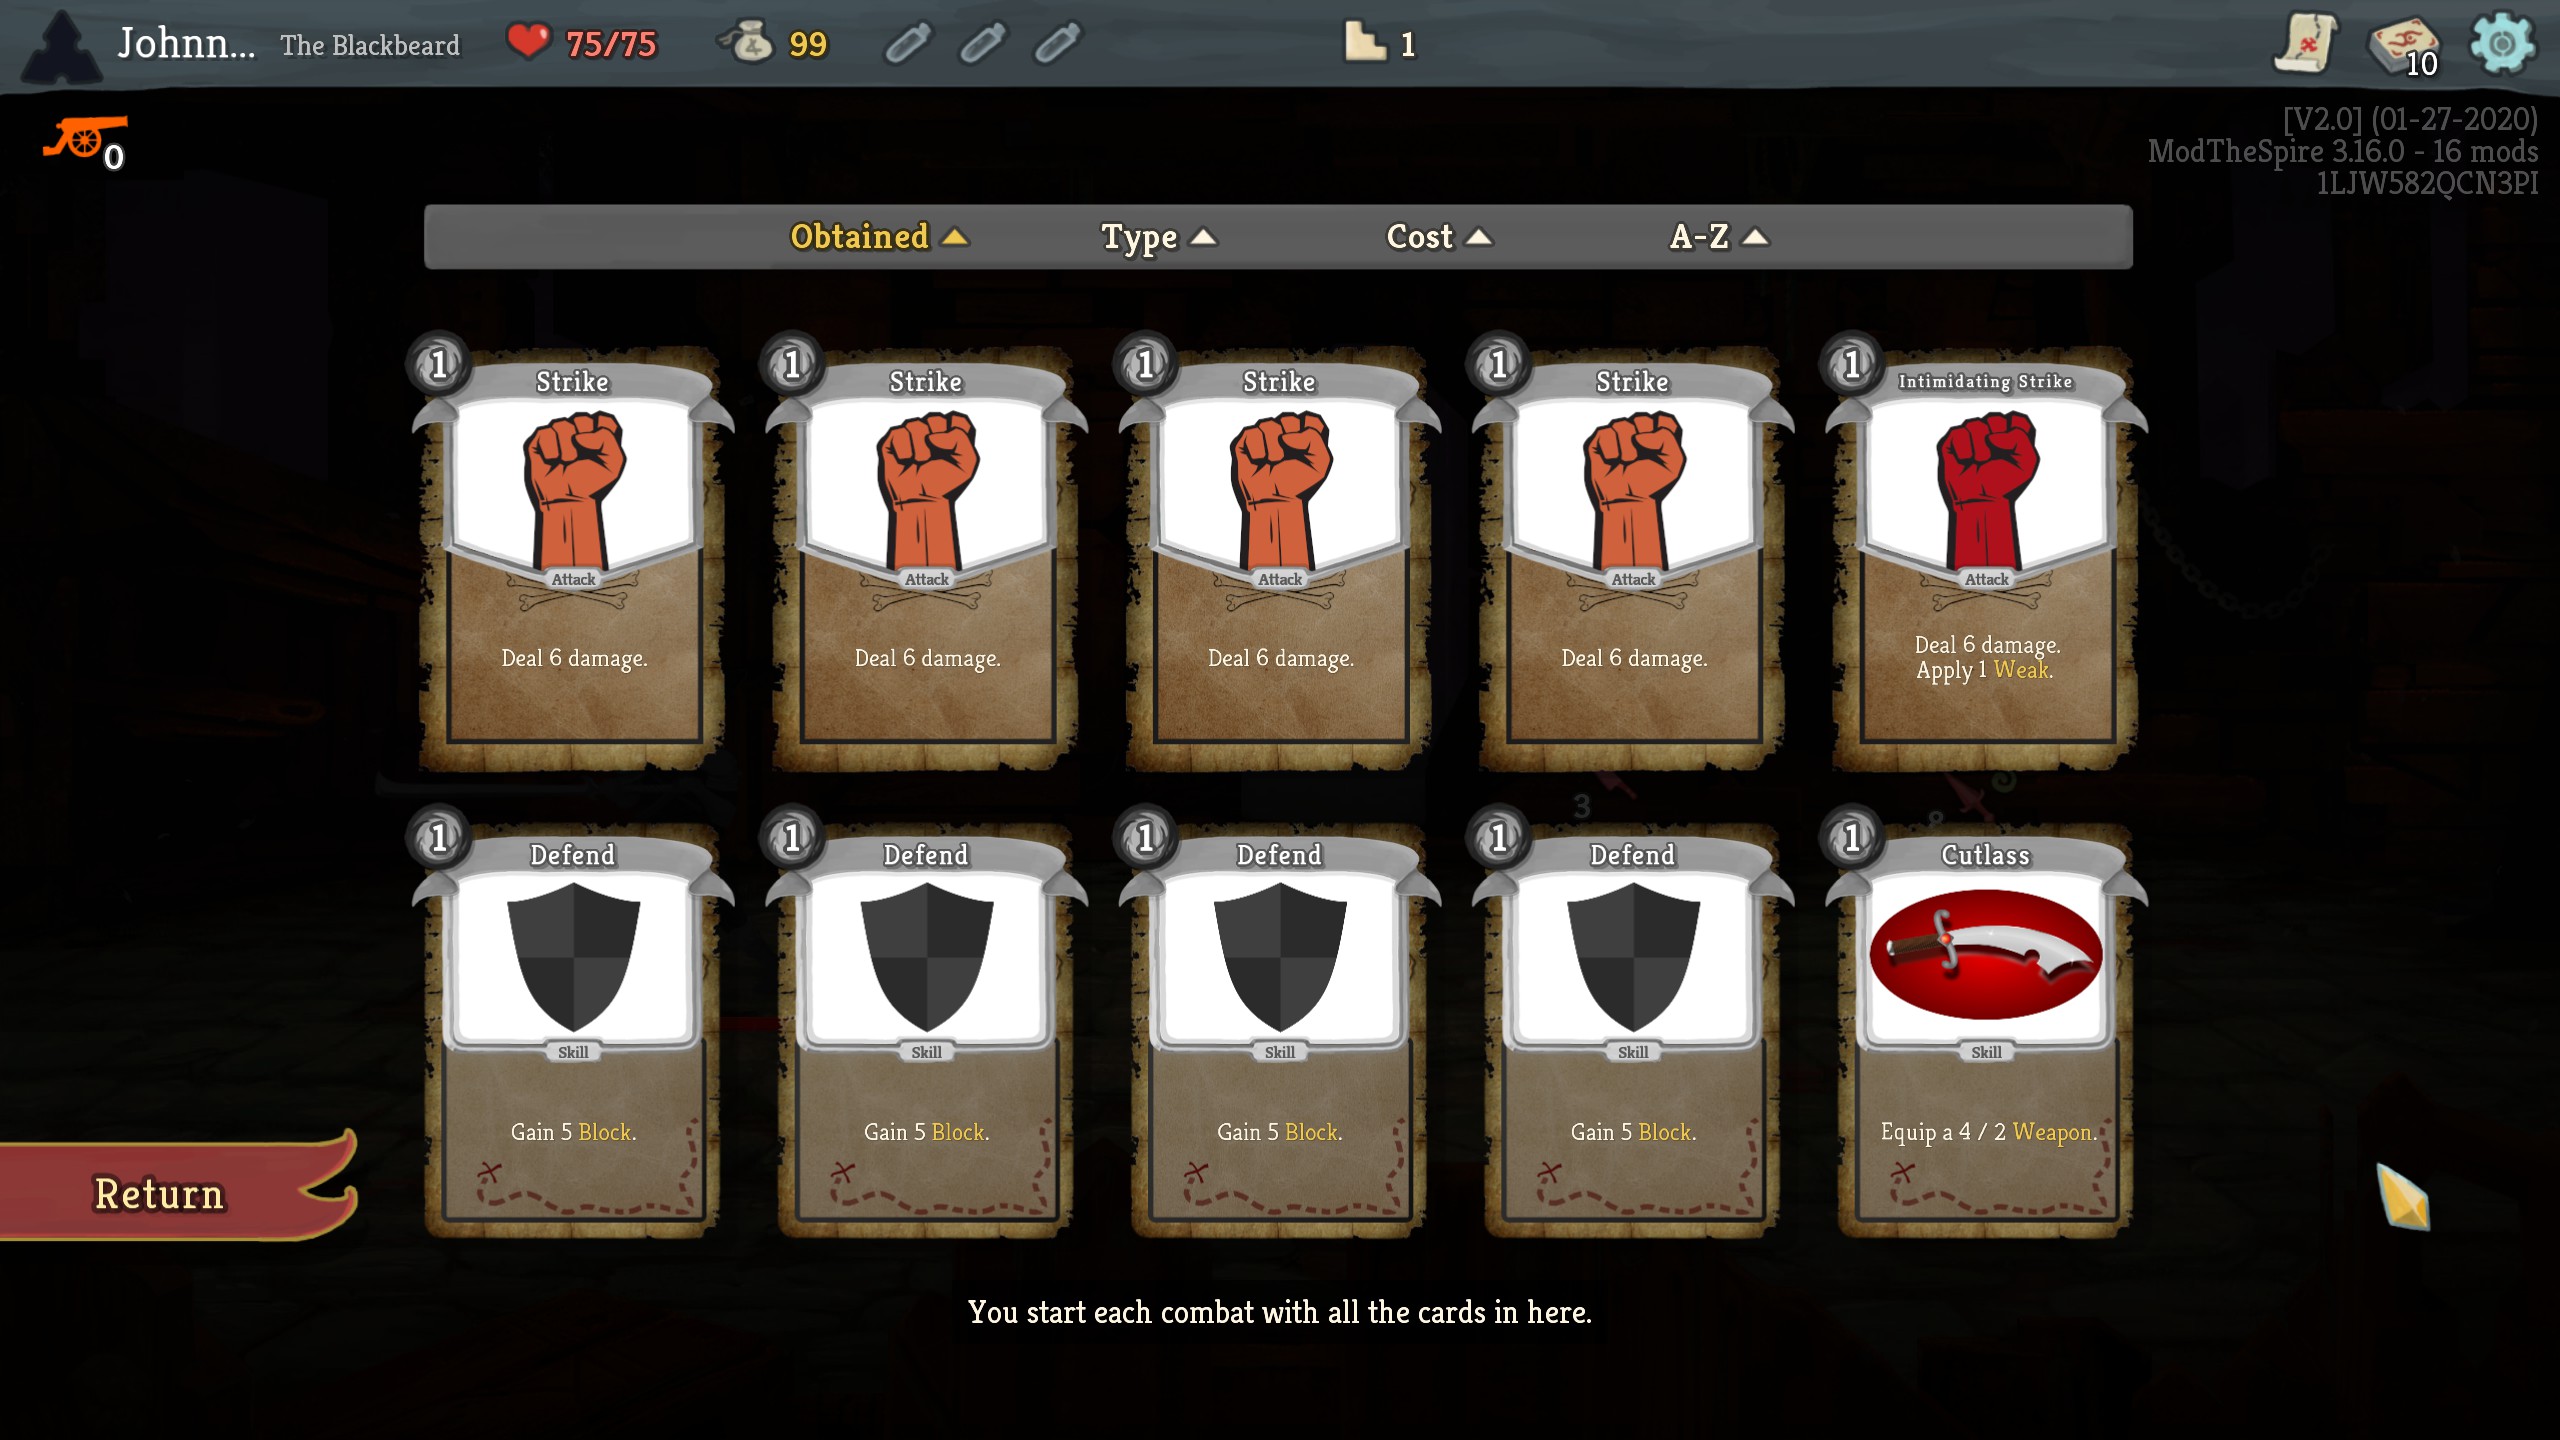 Johnn... The Blackbeard 75/75 99 1 10
0
[V2.0] (01-27-2020)
ModTheSpire 3.16.0 - 16 mods
1LJW582QCN3PI
Obtained Type Cost A-Z
1 1 1 1 1
Strike Strike Strike Strike Intimidating Strike
Attack Attack Attack Attack Attack
Deal 6 damage. Deal 6 damage. Deal 6 damage. Deal 6 damage. Deal 6 damage.
Apply 1 Weak.
3 8
1 1 1 1 1
Defend Defend Defend Defend Cutlass
Skill Skill Skill Skill Skill
Gain 5 Block. Gain 5 Block. Gain 5 Block. Gain 5 Block. Equip a 4 / 2 Weapon.
Return
You start each combat with all the cards in here.